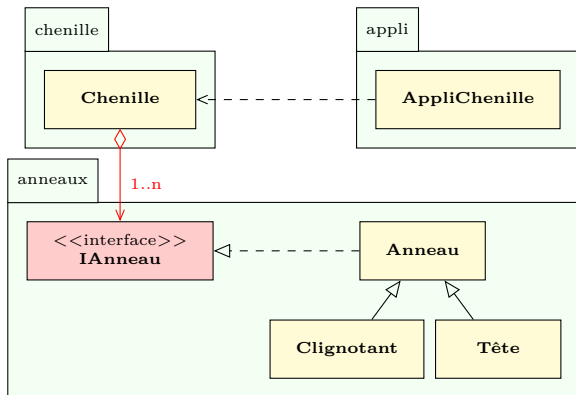 chenille
appli
Chenille
AppliChenille
1..n
anneaux
<<interface>>
IAnneau
Anneau
Clignotant
Tête